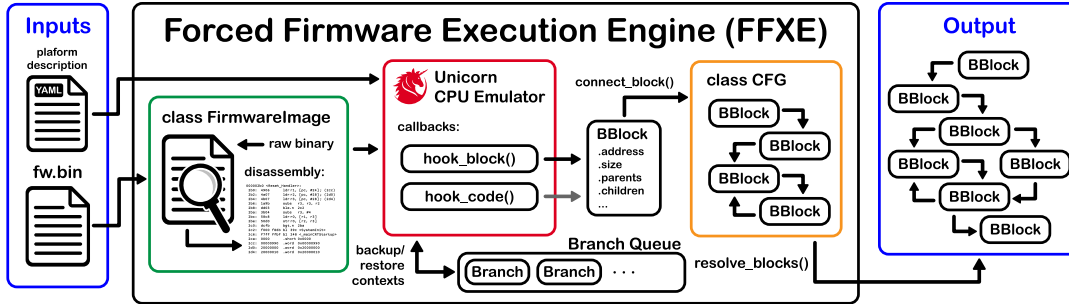 Inputs
plaform
description
YAML
fw.bin
Forced Firmware Execution Engine (FFXE)
class FirmwareImage
raw binary
disassembly:
Unicorn
CPU Emulator
callbacks:
hook_block()
hook_code()
backup/
restore
contexts
connect_block()
BBlock
.address
.size
.parents
.children
...
class CFG
BBlock
BBlock
BBlock
BBlock
BBlock
Branch Queue
Branch
Branch
· · ·
resolve_blocks()
Output
BBlock
BBlock
BBlock
BBlock
BBlock
BBlock
BBlock